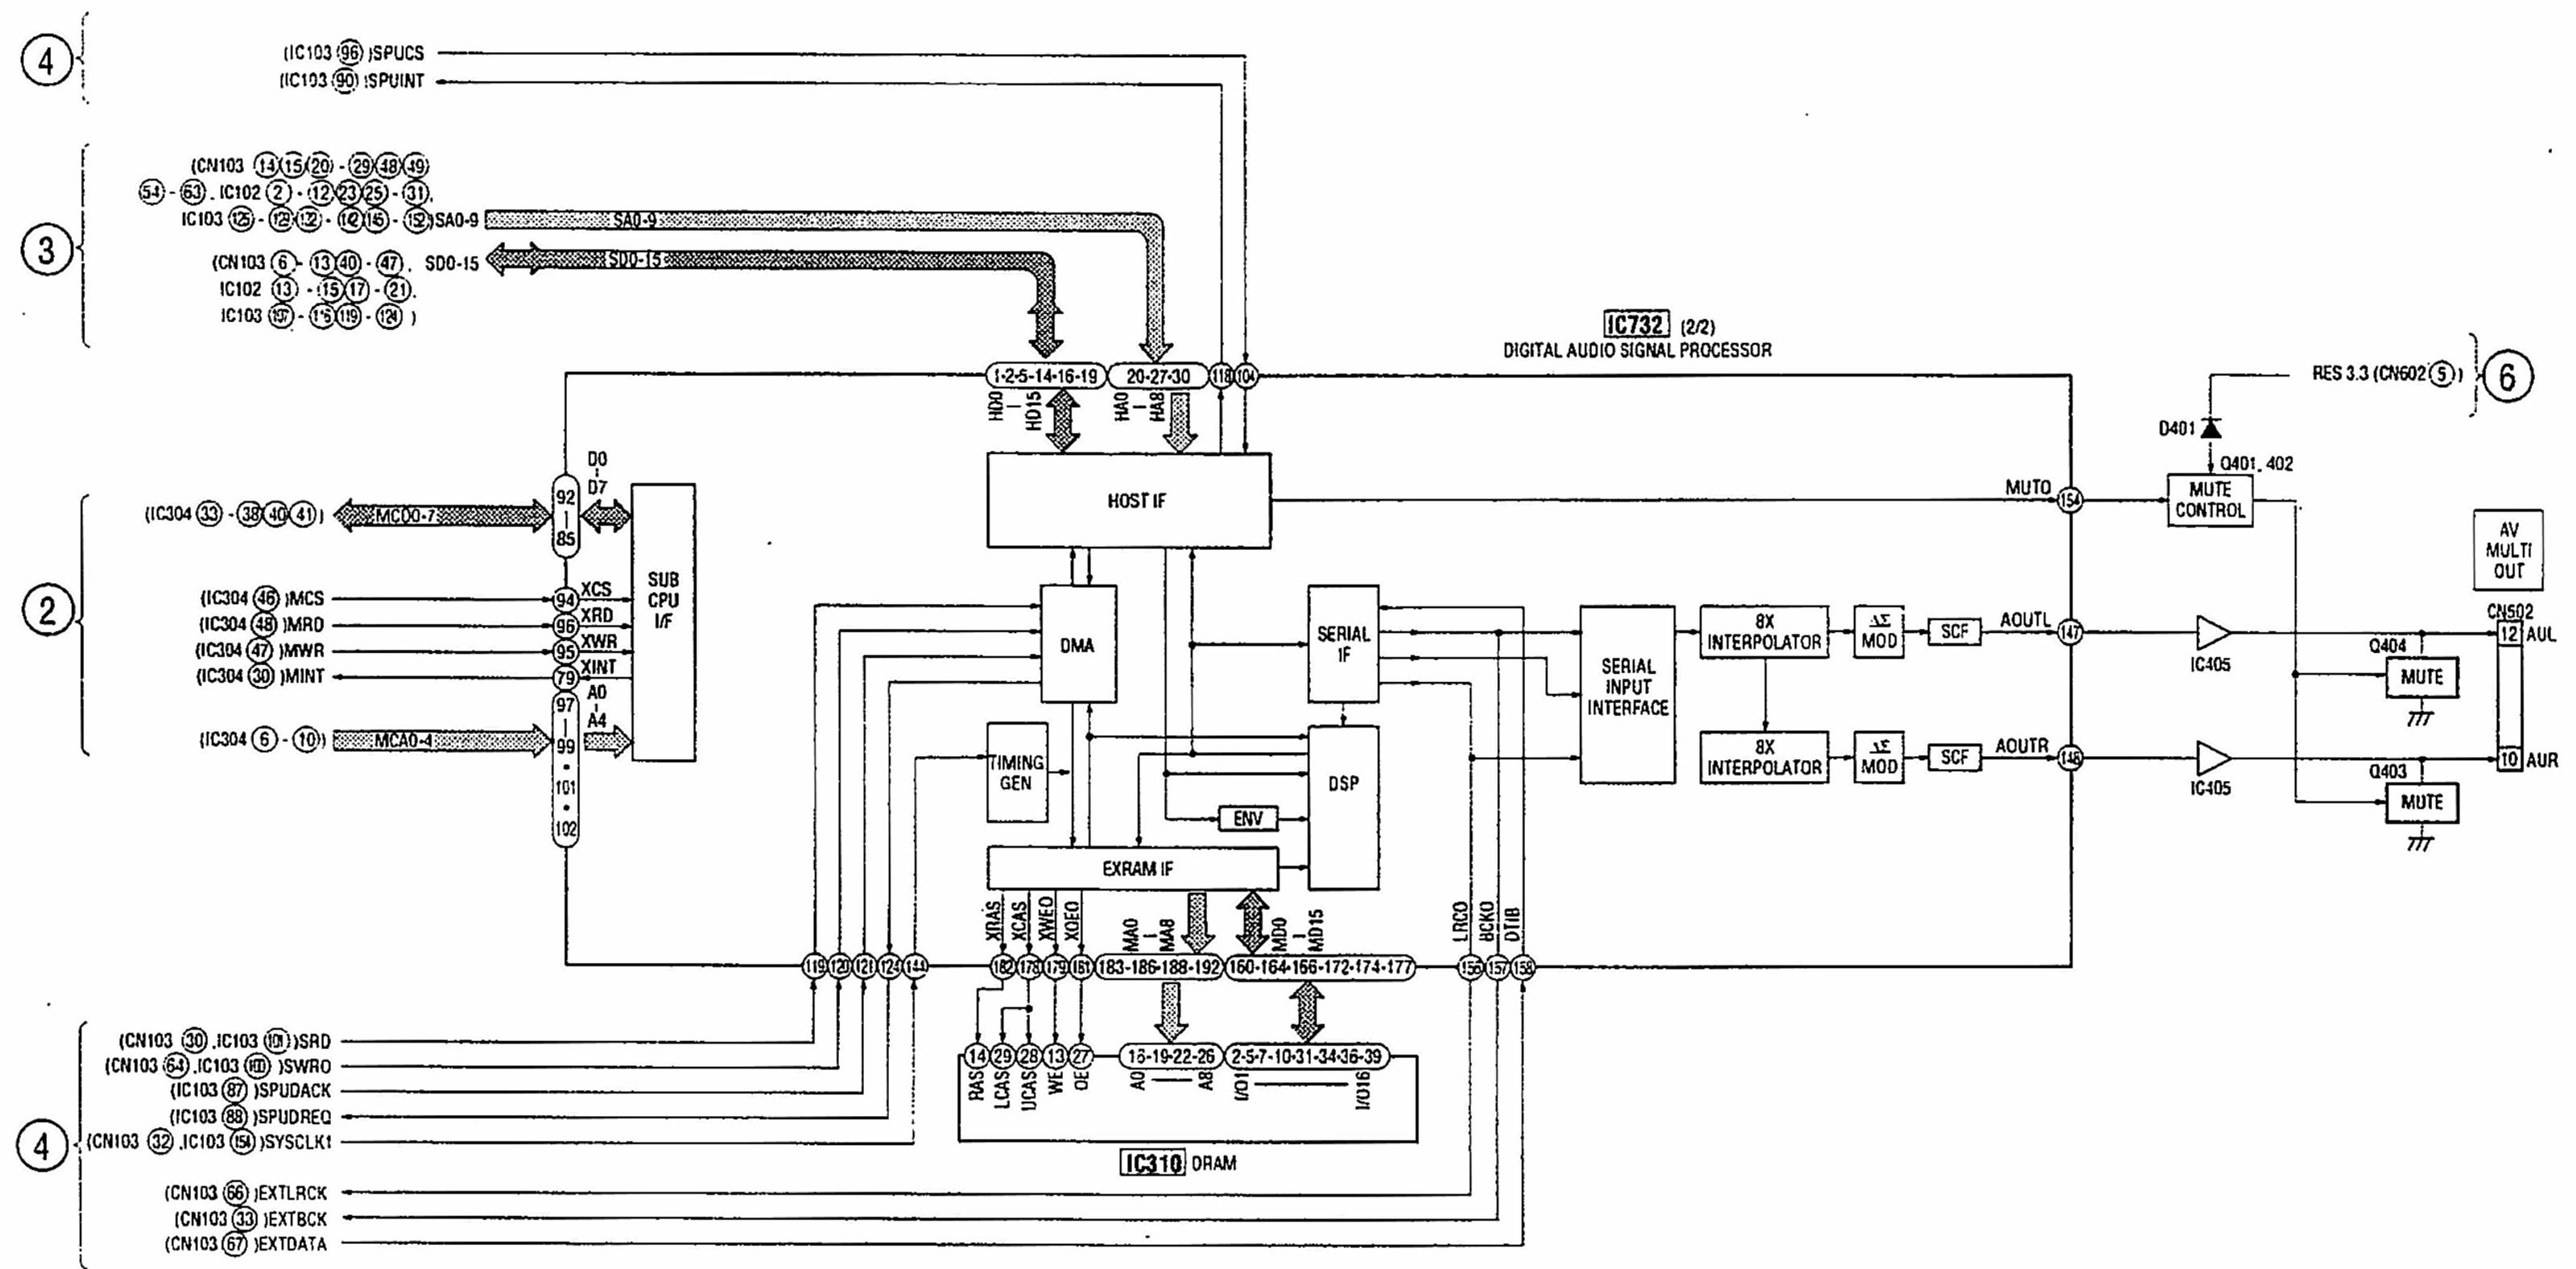 4
(IC103 96 )SPUCS
(IC103 90 )SPUINT
3
(CN103 14 15 20 - 29 48 49
54 - 63 . IC102 2 - 12 23 25 - 31 .
IC103 125 - 129 132 - 142 145 - 152 )SA0-9
SA0-9
(CN103 6 - 13 40 - 47 . SD0-15
SD0-15
IC102 13 - 15 17 - 21 .
IC103 107 - 116 119 - 124 )
IC732 (2/2)
DIGITAL AUDIO SIGNAL PROCESSOR
RES 3.3 (CN602 5 )
6
1-2-5-14-16-19
20-27-30
118
104
HD0 | HD15
HA0 | HA8
D401
Q401. 402
MUTE
CONTROL
HOST IF
MUTO
154
2
(IC304 33 - 38 40 41 )
MCD0-7
92 | 85
D0 | D7
SUB
CPU
I/F
(IC304 46 )MCS
94
XCS
(IC304 48 )MRD
96
XRD
(IC304 47 )MWR
95
XWR
(IC304 30 )MINT
79
XINT
(IC304 6 - 10 )
MCA0-4
97 | 99 • 101 • 102
A0 | A4
AV
MULTI
OUT
CN502
DMA
SERIAL
IF
SERIAL
INPUT
INTERFACE
8X
INTERPOLATOR
ΔΣ
MOD
SCF
AOUTL
147
IC405
12
AUL
Q404
MUTE
TIMING
GEN
DSP
ENV
8X
INTERPOLATOR
ΔΣ
MOD
SCF
AOUTR
IC405
10
AUR
Q403
MUTE
EXRAM IF
XRAS
XCAS
XWEO
XOEO
MA0 | MA8
MD0 | MD15
LRCO
BCKO
DTIB
119
120
121
124
144
182
178
179
181
183-186-188-192
160-164-166-172-174-177
156
157
158
4
(CN103 30 .IC103 101 )SRD
(CN103 64 .IC103 100 )SWRO
(IC103 87 )SPUDACK
(IC103 88 )SPUDREQ
(CN103 32 .IC103 154 )SYSCLK1
14
29
28
13
27
16-19-22-26
2-5-7-10-31-34-36-39
RAS
LCAS
UCAS
WE
OE
A0
A8
I/O1
I/O16
IC310 DRAM
(CN103 66 )EXTLRCK
(CN103 33 )EXTBCK
(CN103 67 )EXTDATA